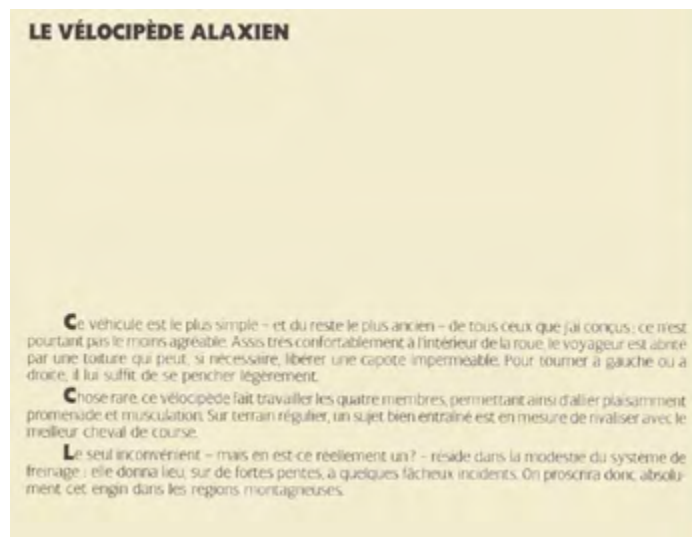 LE VÉLOCIPÈDE ALAXIEN
Ce véhicule est le plus simple – et du reste le plus ancien – de tous ceux que j'ai conçus ; ce n'est
pourtant pas le moins agréable. Assis très confortablement à l'intérieur de la roue, le voyageur est abrité
par une toiture qui peut, si nécessaire, libérer une capote imperméable. Pour tourner à gauche ou à
droite, il lui suffit de se pencher légèrement.
Chose rare, ce vélocipède fait travailler les quatre membres, permettant ainsi d'allier plaisamment
promenade et musculation. Sur terrain régulier, un sujet bien entraîné est en mesure de rivaliser avec le
meilleur cheval de course.
Le seul inconvénient – mais en est-ce réellement un ? – réside dans la modestie du système de
freinage : elle donna lieu, sur de fortes pentes, à quelques fâcheux incidents. On proscrira donc absolu-
ment cet engin dans les régions montagneuses.